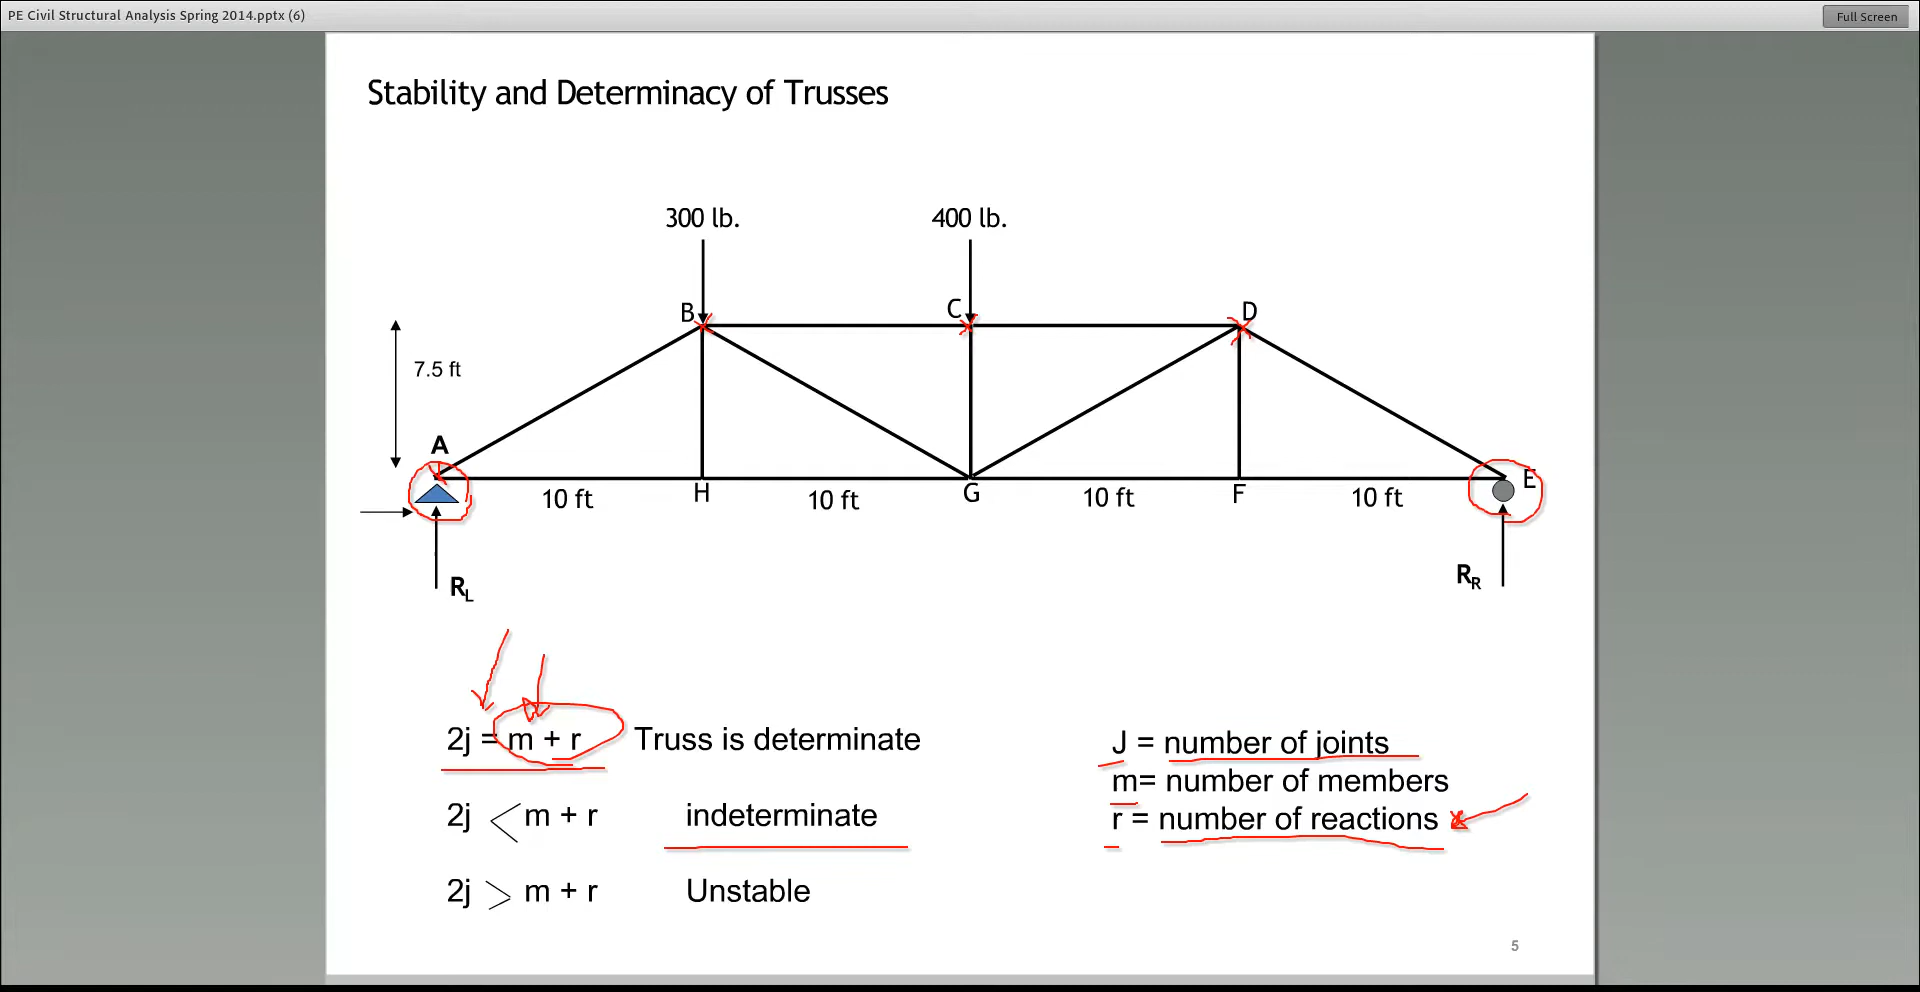 PE Civil Structural Analysis Spring 2014.pptx (6)
Full Screen
Stability and Determinacy of Trusses
300 lb.
400 lb.
B
C
D
7.5 ft
A
E
10 ft
H
10 ft
G
10 ft
F
10 ft
RL
RR
2j = m + r Truss is determinate
2j < m + r indeterminate
2j > m + r Unstable
J = number of joints
m= number of members
r = number of reactions
5